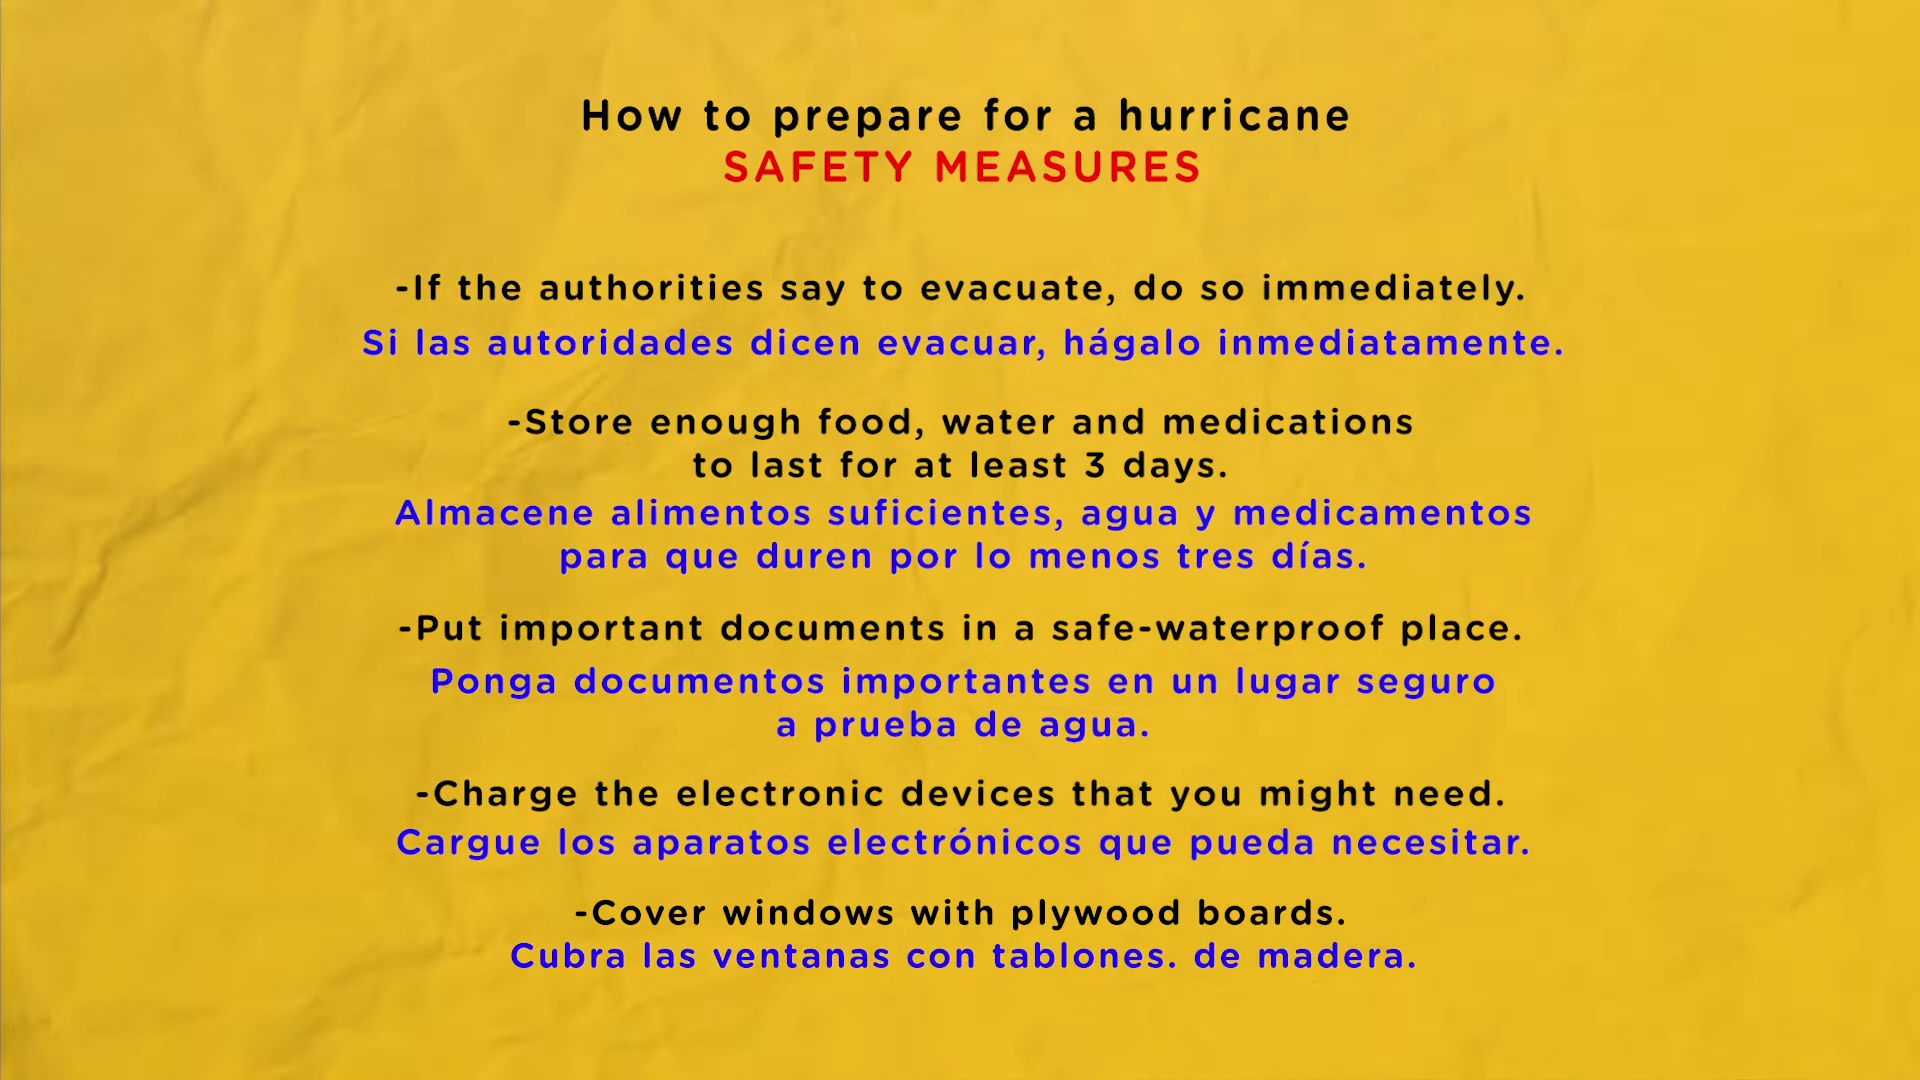 How to prepare for a hurricane
SAFETY MEASURES
-If the authorities say to evacuate, do so immediately.
Si las autoridades dicen evacuar, hágalo inmediatamente.
-Store enough food, water and medications
to last for at least 3 days.
Almacene alimentos suficientes, agua y medicamentos
para que duren por lo menos tres días.
-Put important documents in a safe-waterproof place.
Ponga documentos importantes en un lugar seguro
a prueba de agua.
-Charge the electronic devices that you might need.
Cargue los aparatos electrónicos que pueda necesitar.
-Cover windows with plywood boards.
Cubra las ventanas con tablones. de madera.